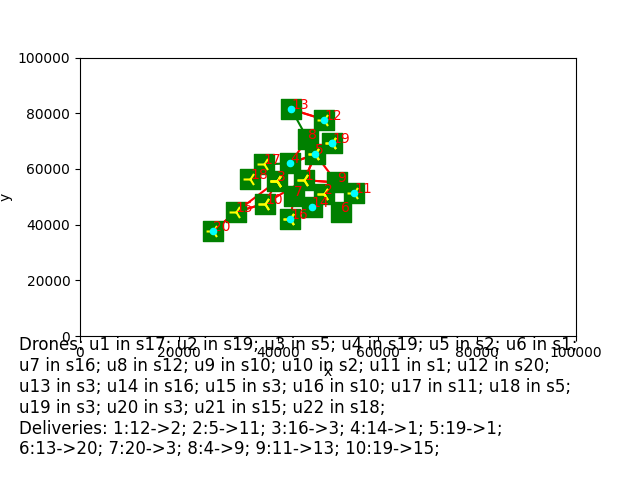 100000
80000
60000
40000
20000
0
y
13
0 20000 40000 60000 80000 100000
x
Drones: u1 in s17; u2 in s19; u3 in s5; u4 in s19; u5 in s2; u6 in s1;
u7 in s16; u8 in s12; u9 in s10; u10 in s2; u11 in s1; u12 in s20;
u13 in s3; u14 in s16; u15 in s3; u16 in s10; u17 in s11; u18 in s5;
u19 in s3; u20 in s3; u21 in s15; u22 in s18;
Deliveries: 1:12->2; 2:5->11; 3:16->3; 4:14->1; 5:19->1;
6:13->20; 7:20->3; 8:4->9; 9:11->13; 10:19->15;